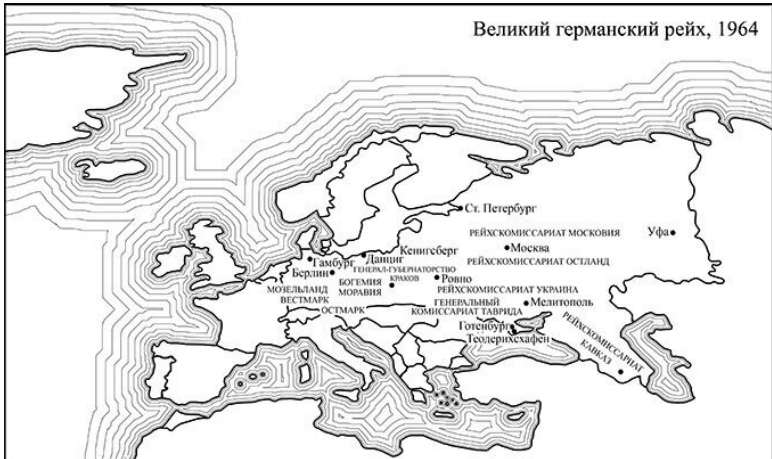 Великий германский рейх, 1964
Ст. Петербург
РЕЙХСКОМИССАРИАТ МОСКОВИЯ
Уфа
Москва
Кенигсберг
Данциг
Гамбург
РЕЙХСКОМИССАРИАТ ОСТЛАНД
Берлин
ГЕНЕРАЛ-ГУБЕРНАТОРСТВО
КРАКОВ
БОГЕМИЯ
МОРАВИЯ
Ровно
МОЗЕЛЬЛАНД
ВЕСТМАРК
РЕЙХСКОМИССАРИАТ УКРАИНА
ГЕНЕРАЛЬНЫЙ
КОМИССАРИАТ ТАВРИДА
Мелитополь
ОСТМАРК
Готенбург
Теодерихсхафен
РЕЙХСКОМИССАРИАТ
КАВКАЗ